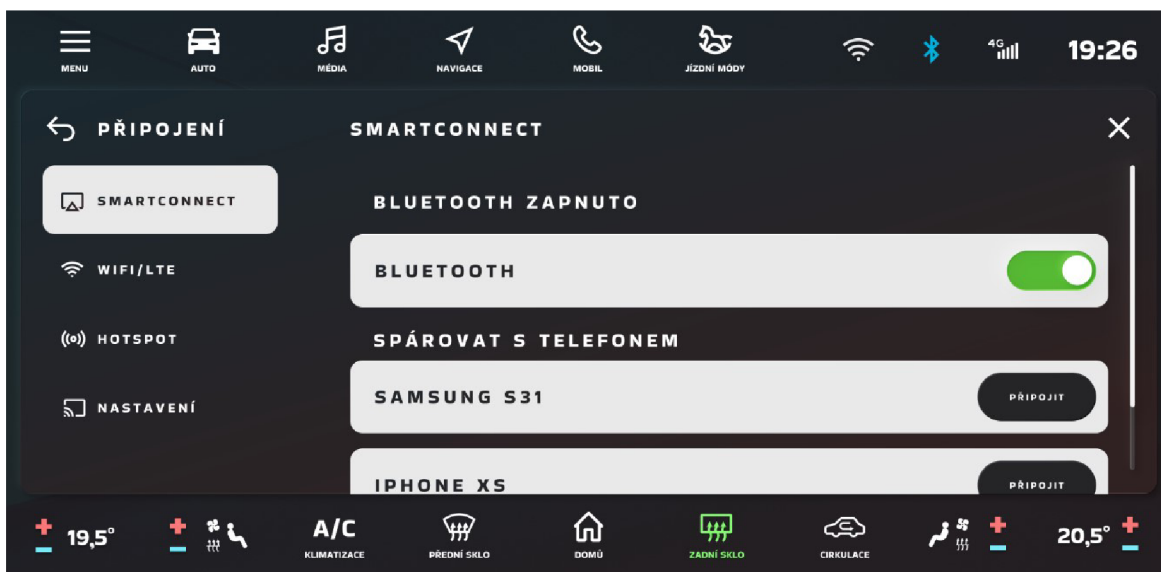 MENU
AUTO
MÉDIA
NAVIGACE
MOBIL
JÍZDNÍ MÓDY
4G
19:26
PŘIPOJENÍ
SMARTCONNECT
SMARTCONNECT
WIFI/LTE
HOTSPOT
NASTAVENÍ
BLUETOOTH ZAPNUTO
BLUETOOTH
SPÁROVAT S TELEFONEM
SAMSUNG S31
PŘIPOJIT
IPHONE XS
PŘIPOJIT
19,5°
A/C
KLIMATIZACE
PŘEDNÍ SKLO
DOMŮ
ZADNÍ SKLO
CIRKULACE
20,5°